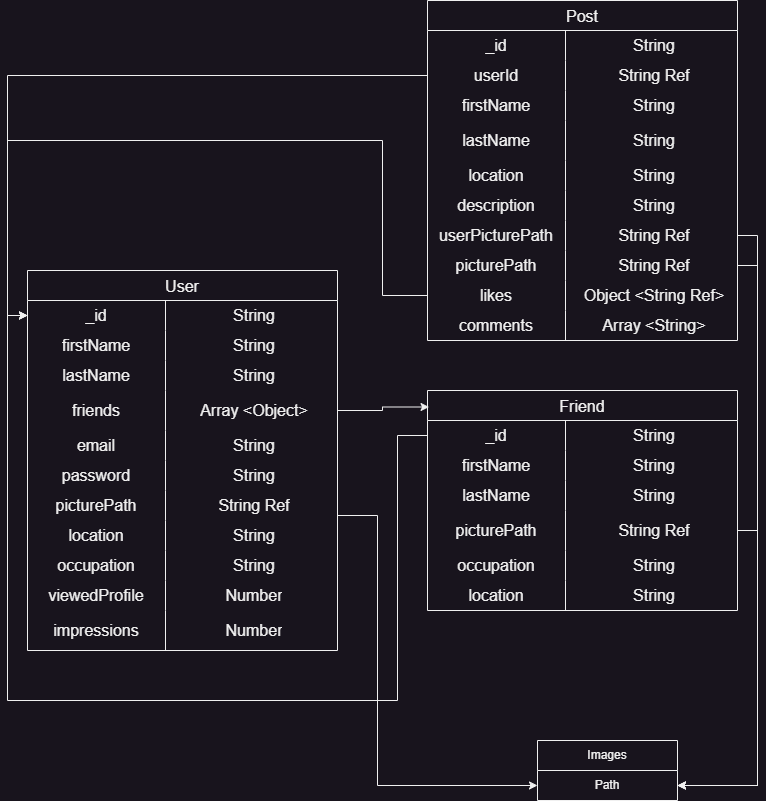 Post
_id String
userId String Ref
firstName String
lastName String
location String
description String
userPicturePath String Ref
picturePath String Ref
likes Object <String Ref>
comments Array <String>
User
_id String
firstName String
lastName String
friends Array <Object>
email String
password String
picturePath String Ref
location String
occupation String
viewedProfile Number
impressions Number
Friend
_id String
firstName String
lastName String
picturePath String Ref
occupation String
location String
Images
Path